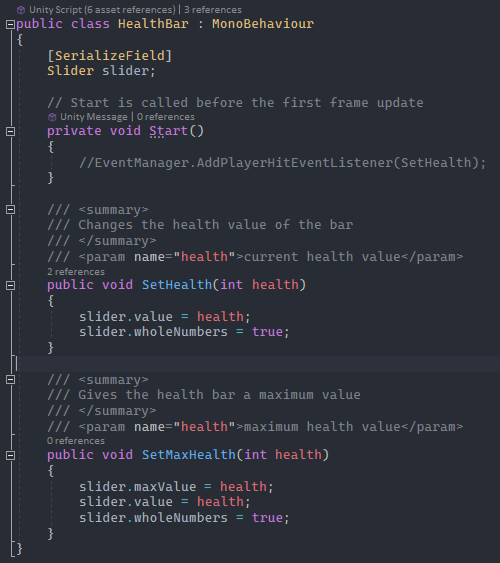 Unity Script (6 asset references) | 3 references
public class HealthBar : MonoBehaviour
{
    [SerializeField]
    Slider slider;

    // Start is called before the first frame update
    Unity Message | 0 references
    private void Start()
    {
        //EventManager.AddPlayerHitEventListener(SetHealth);
    }

    /// <summary>
    /// Changes the health value of the bar
    /// </summary>
    /// <param name="health">current health value</param>
    2 references
    public void SetHealth(int health)
    {
        slider.value = health;
        slider.wholeNumbers = true;
    }

    /// <summary>
    /// Gives the health bar a maximum value
    /// </summary>
    /// <param name="health">maximum health value</param>
    0 references
    public void SetMaxHealth(int health)
    {
        slider.maxValue = health;
        slider.value = health;
        slider.wholeNumbers = true;
    }
}